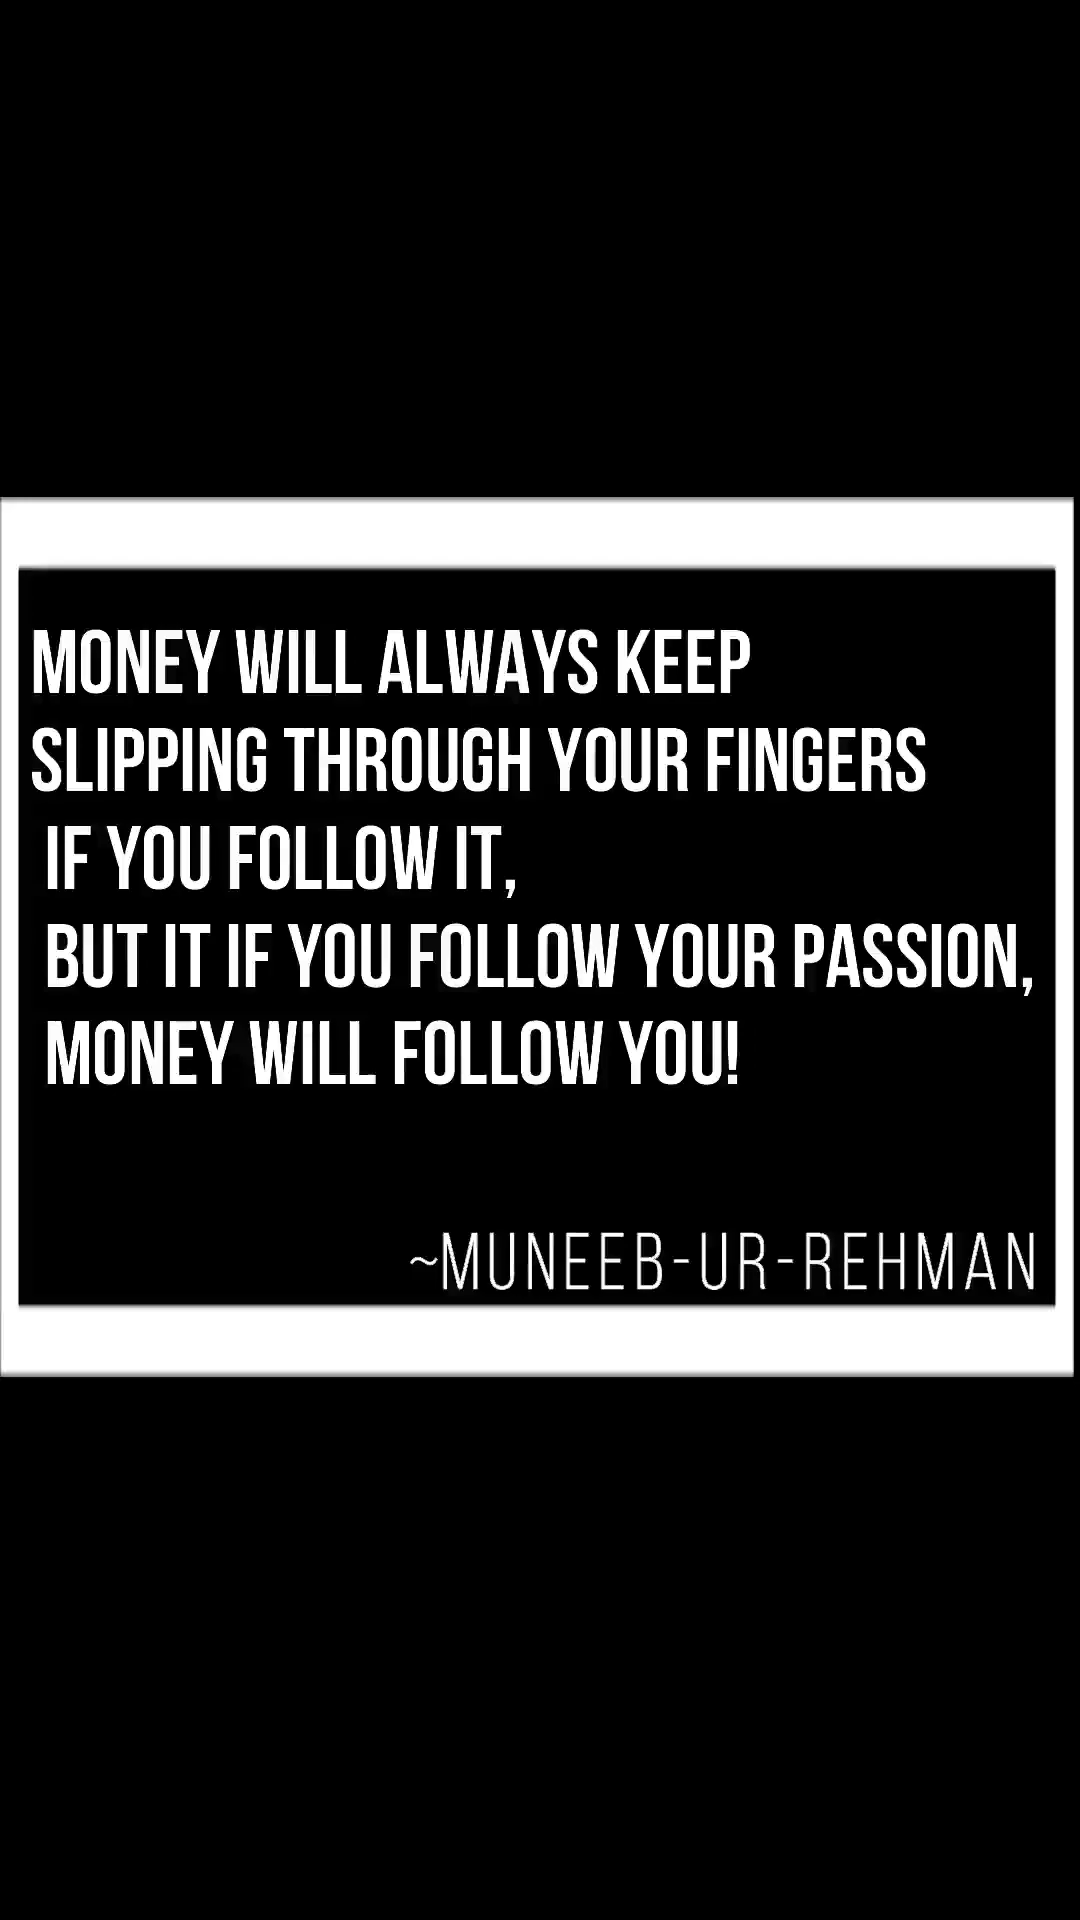 MONEY WILL ALWAYS KEEP
SLIPPING THROUGH YOUR FINGERS
IF YOU FOLLOW IT,
BUT IT IF YOU FOLLOW YOUR PASSION,
MONEY WILL FOLLOW YOU!
~MUNEEB-UR-REHMAN